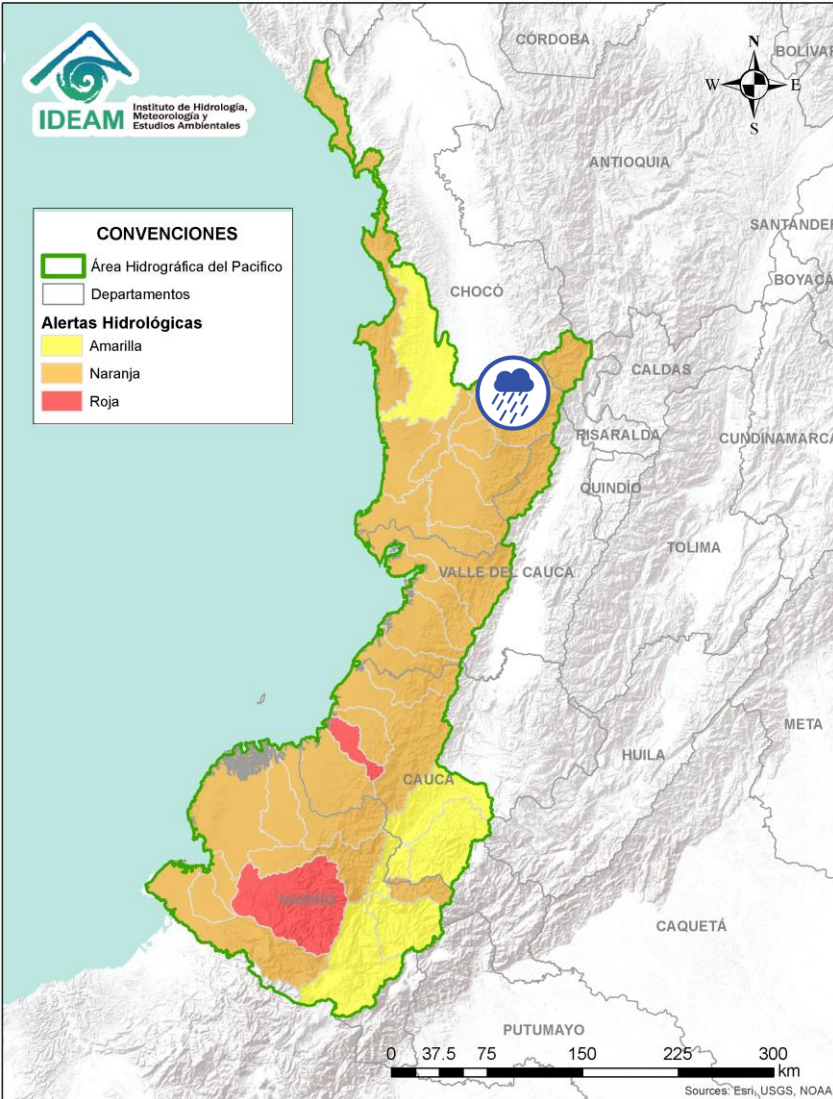 IDEAM
Instituto de Hidrología,
Meteorología y
Estudios Ambientales
N
W
E
S
CÓRDOBA
BOLÍVAR
ANTIOQUIA
SANTANDER
BOYACÁ
CHOCÓ
CONVENCIONES
Área Hidrográfica del Pacifico
Departamentos
Alertas Hidrológicas
Amarilla
Naranja
Roja
CALDAS
RISARALDA
CUNDINAMARCA
QUINDÍO
TOLIMA
VALLE DEL CAUCA
META
HUILA
CAUCA
NARIÑO
CAQUETÁ
PUTUMAYO
0 37.5 75 150 225 300
km
Sources: Esri, USGS, NOAA